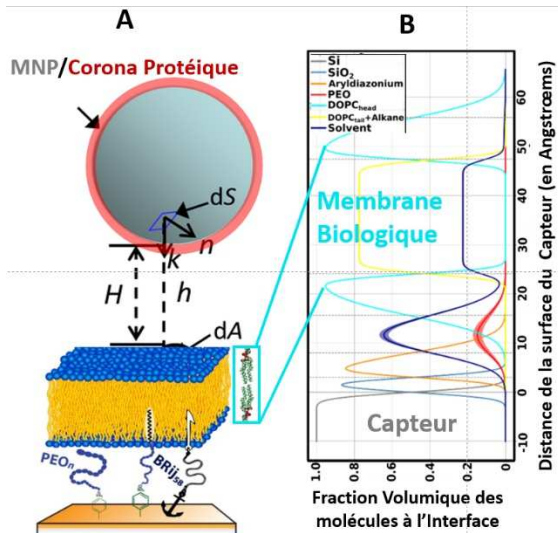 A
B
MNP/Corona Protéique
dS
n
k
H
h
dA
PEOn
BRij58
Si
SiO2
Aryldiazonium
PEO
DOPChead
DOPCtail+Alkane
Solvent
Membrane
Biologique
Capteur
60
50
40
30
20
10
0
-10
Distance de la surface du Capteur (en Angstrœms)
1.0 0.8 0.6 0.4 0.2 0
Fraction Volumique des
molécules à l'Interface